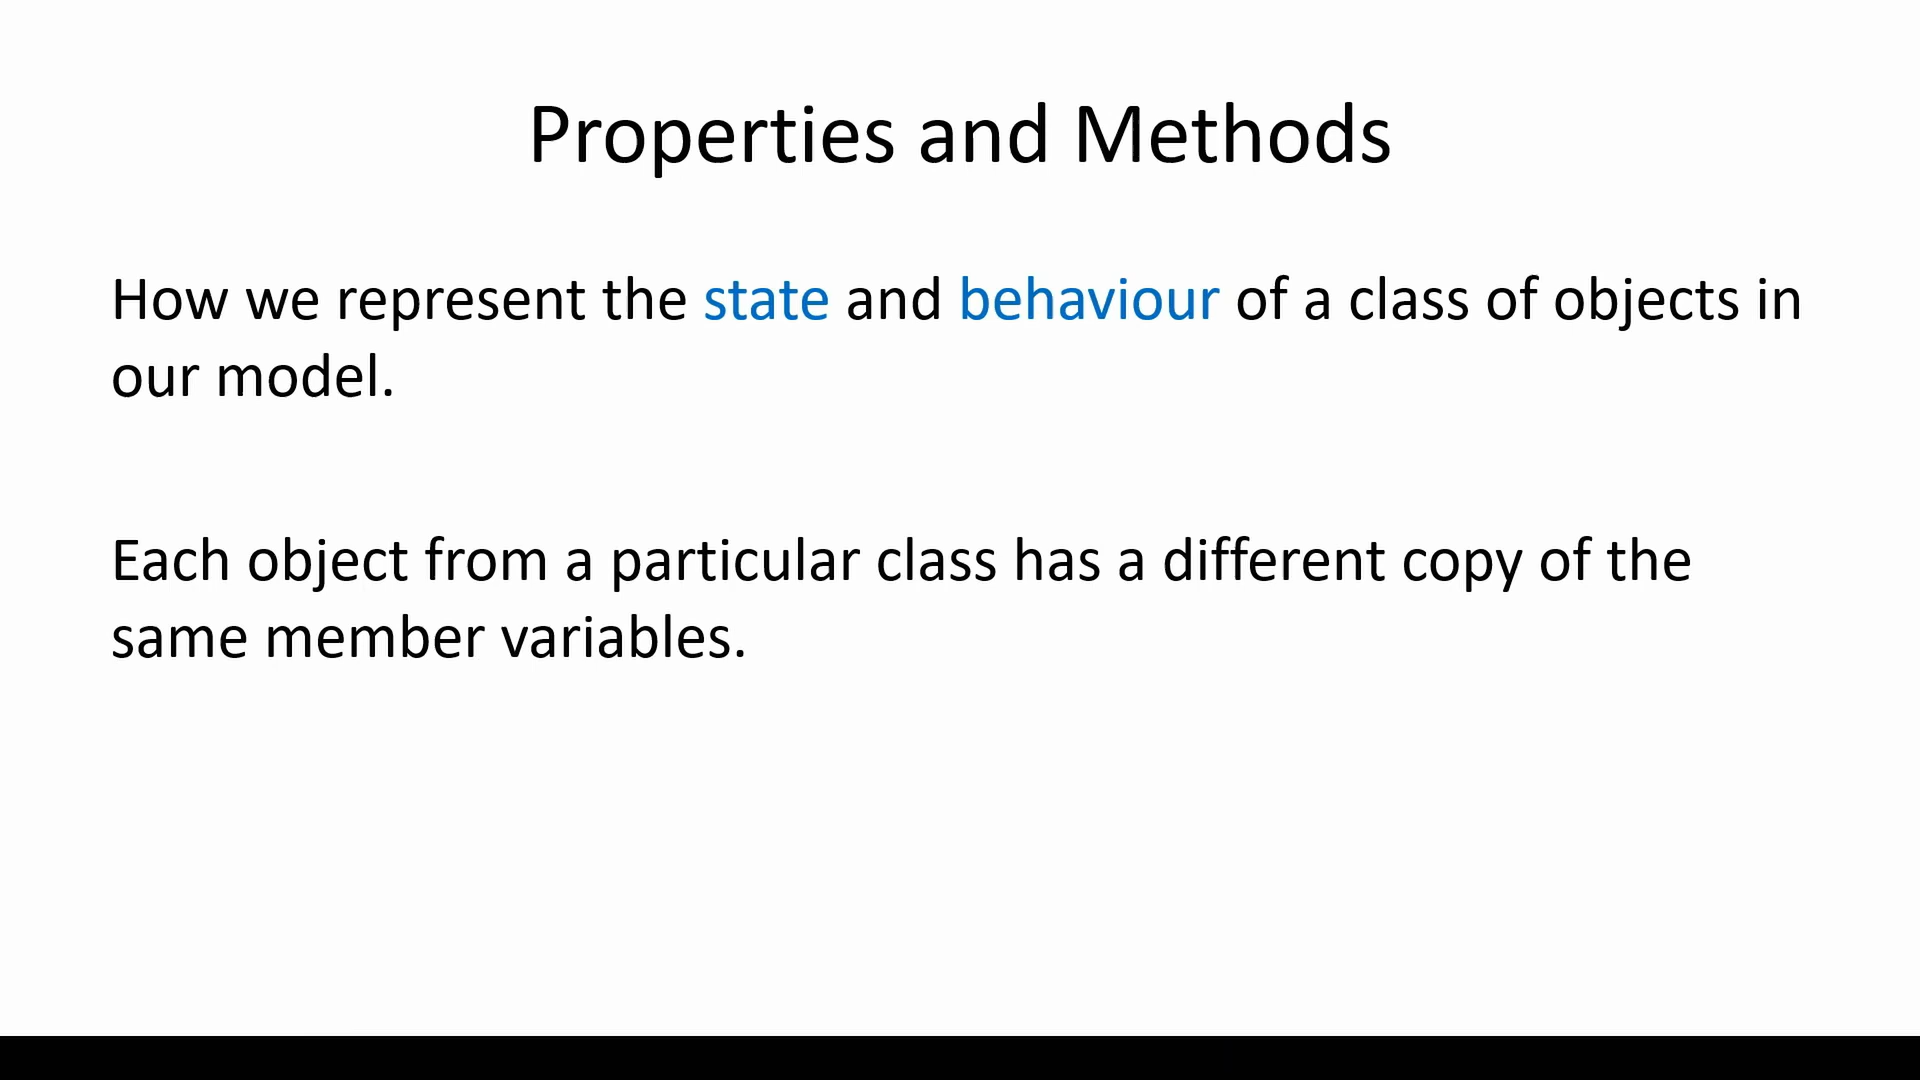 Properties and Methods
How we represent the state and behaviour of a class of objects in
our model.
Each object from a particular class has a different copy of the
same member variables.